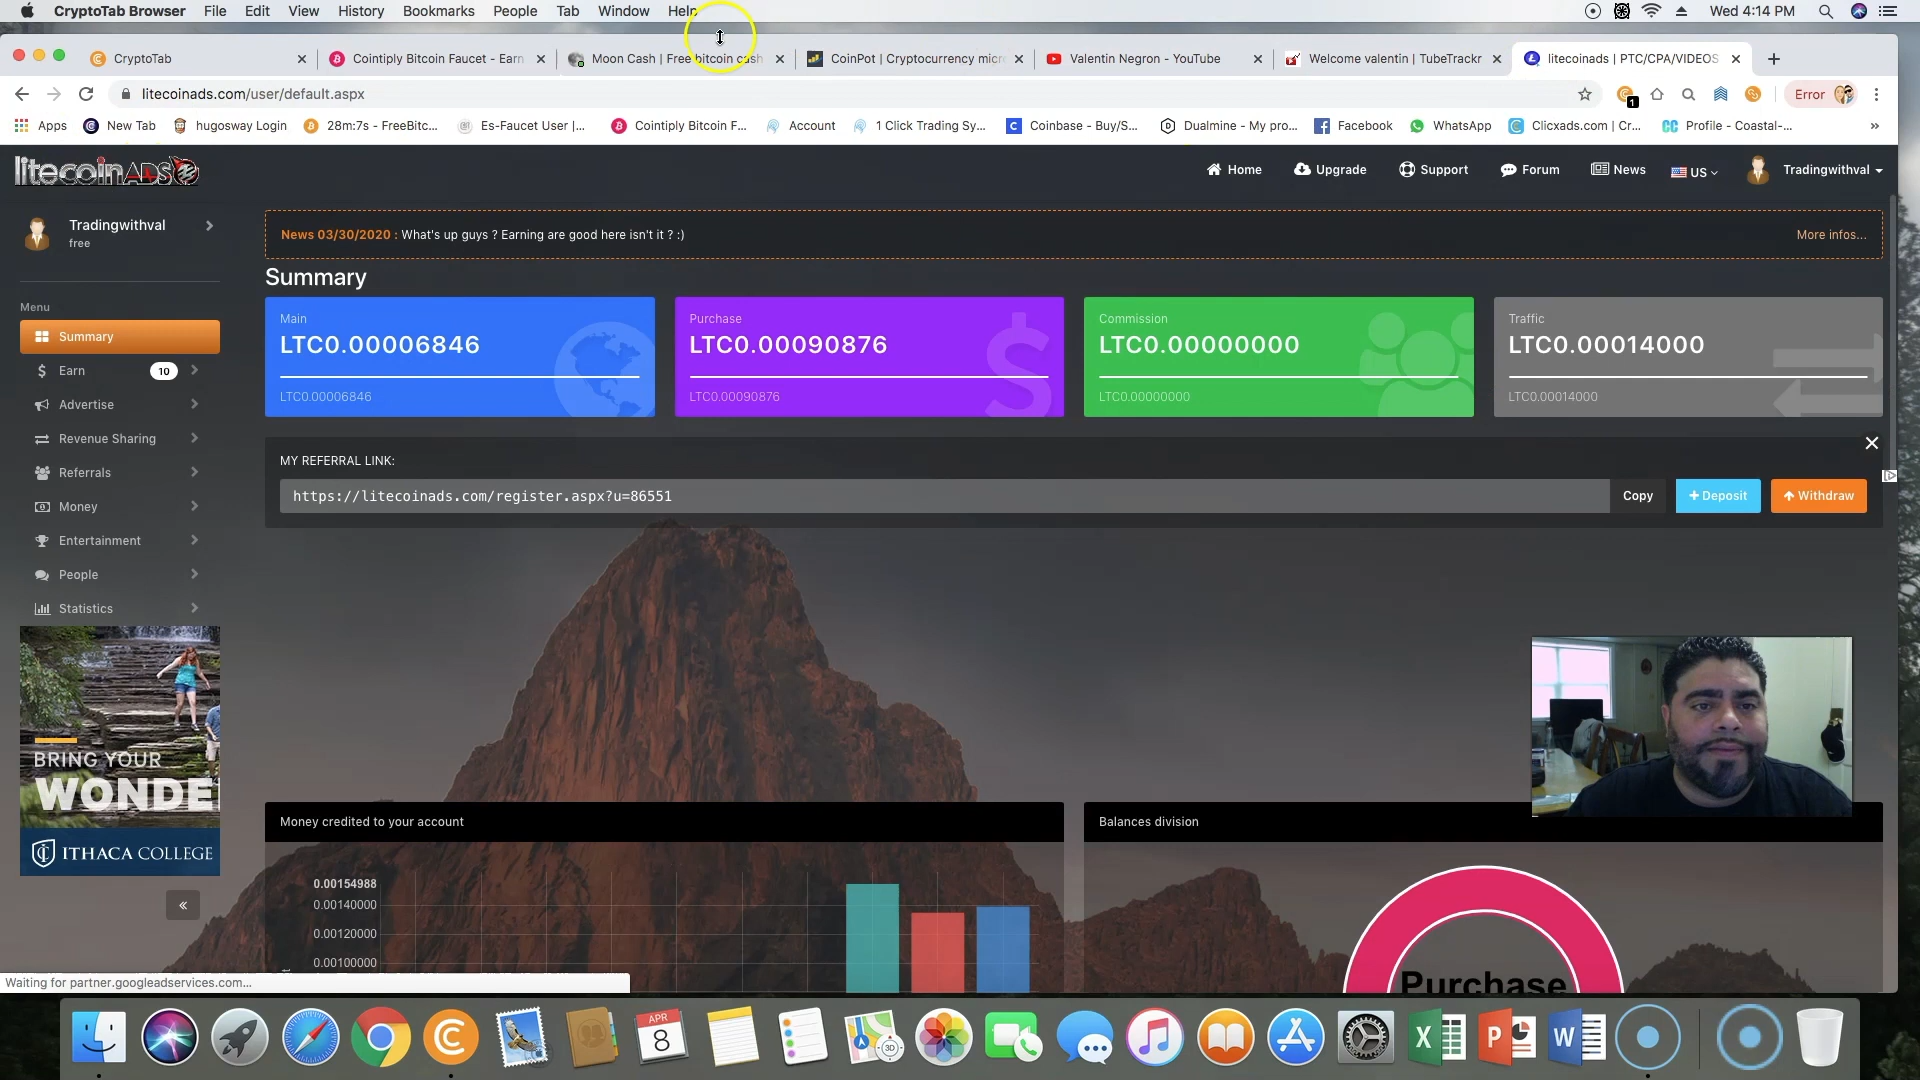 CryptoTab Browser File Edit View History Bookmarks People Tab Window Help Wed 4:14 PM
CryptoTab Cointiply Bitcoin Faucet - Earn Moon Cash | Free bitcoin cash CoinPot | Cryptocurrency micr Valentin Negron - YouTube Welcome valentin | TubeTrackr litecoinads | PTC/CPA/VIDEOS
litecoinads.com/user/default.aspx 1 Error
Apps New Tab hugosway Login 28m:7s - FreeBitc... Es-Faucet User |... Cointiply Bitcoin F... Account 1 Click Trading Sy... Coinbase - Buy/S... Dualmine - My pro... Facebook WhatsApp Clicxads.com | Cr... Profile - Coastal-... »
litecoinADS Home Upgrade Support Forum News US Tradingwithval
Tradingwithval
free
News 03/30/2020 : What's up guys ? Earning are good here isn't it ? :) More infos...
Summary
Menu
Summary
Earn 10
Advertise
Revenue Sharing
Referrals
Money
Entertainment
People
Statistics
Main
LTC0.00006846
LTC0.00006846
Purchase
LTC0.00090876
LTC0.00090876
Commission
LTC0.00000000
LTC0.00000000
Traffic
LTC0.00014000
LTC0.00014000
MY REFERRAL LINK:
https://litecoinads.com/register.aspx?u=86551 Copy + Deposit Withdraw
BRING YOUR
WONDE
ITHACA COLLEGE
«
Money credited to your account
0.00154988
0.00140000
0.00120000
0.00100000
Balances division
Purchase
Waiting for partner.googleadservices.com...
APR
8
3D